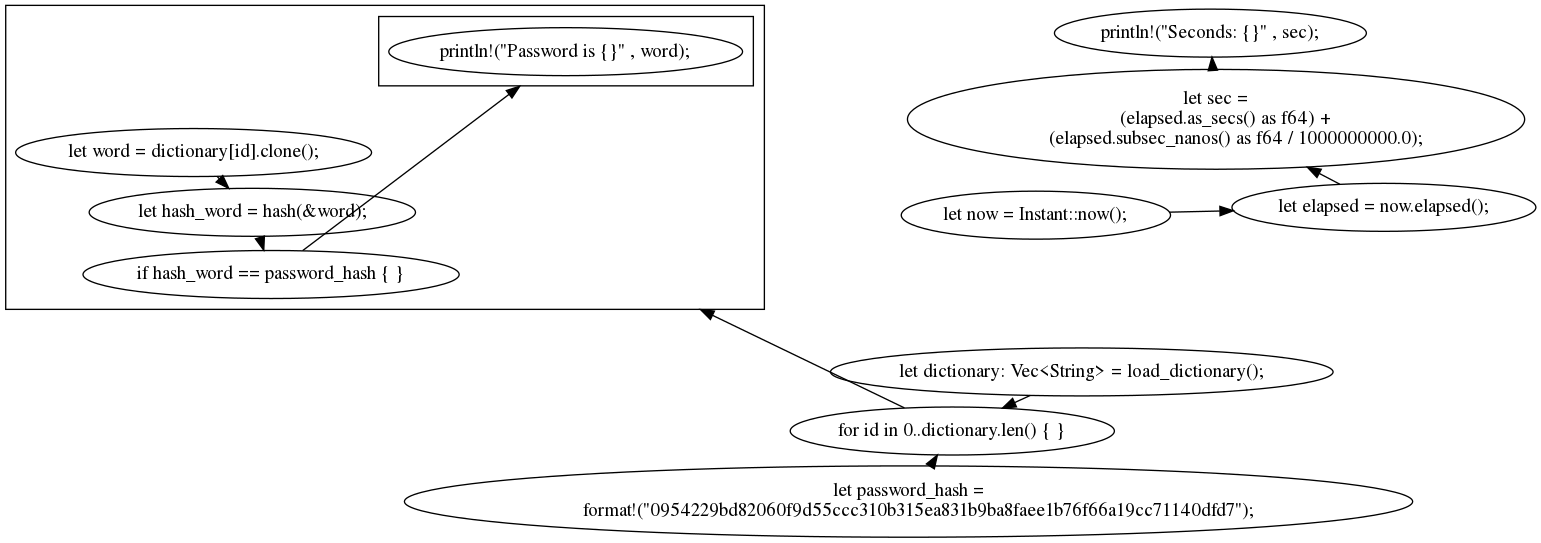 println!("Password is {}" , word);
let word = dictionary[id].clone();
let hash_word = hash(&word);
if hash_word == password_hash { }
println!("Seconds: {}" , sec);
let sec =
(elapsed.as_secs() as f64) +
(elapsed.subsec_nanos() as f64 / 1000000000.0);
let now = Instant::now();
let elapsed = now.elapsed();
let dictionary: Vec<String> = load_dictionary();
for id in 0..dictionary.len() { }
let password_hash =
format!("0954229bd82060f9d55ccc310b315ea831b9ba8faee1b76f66a19cc71140dfd7");